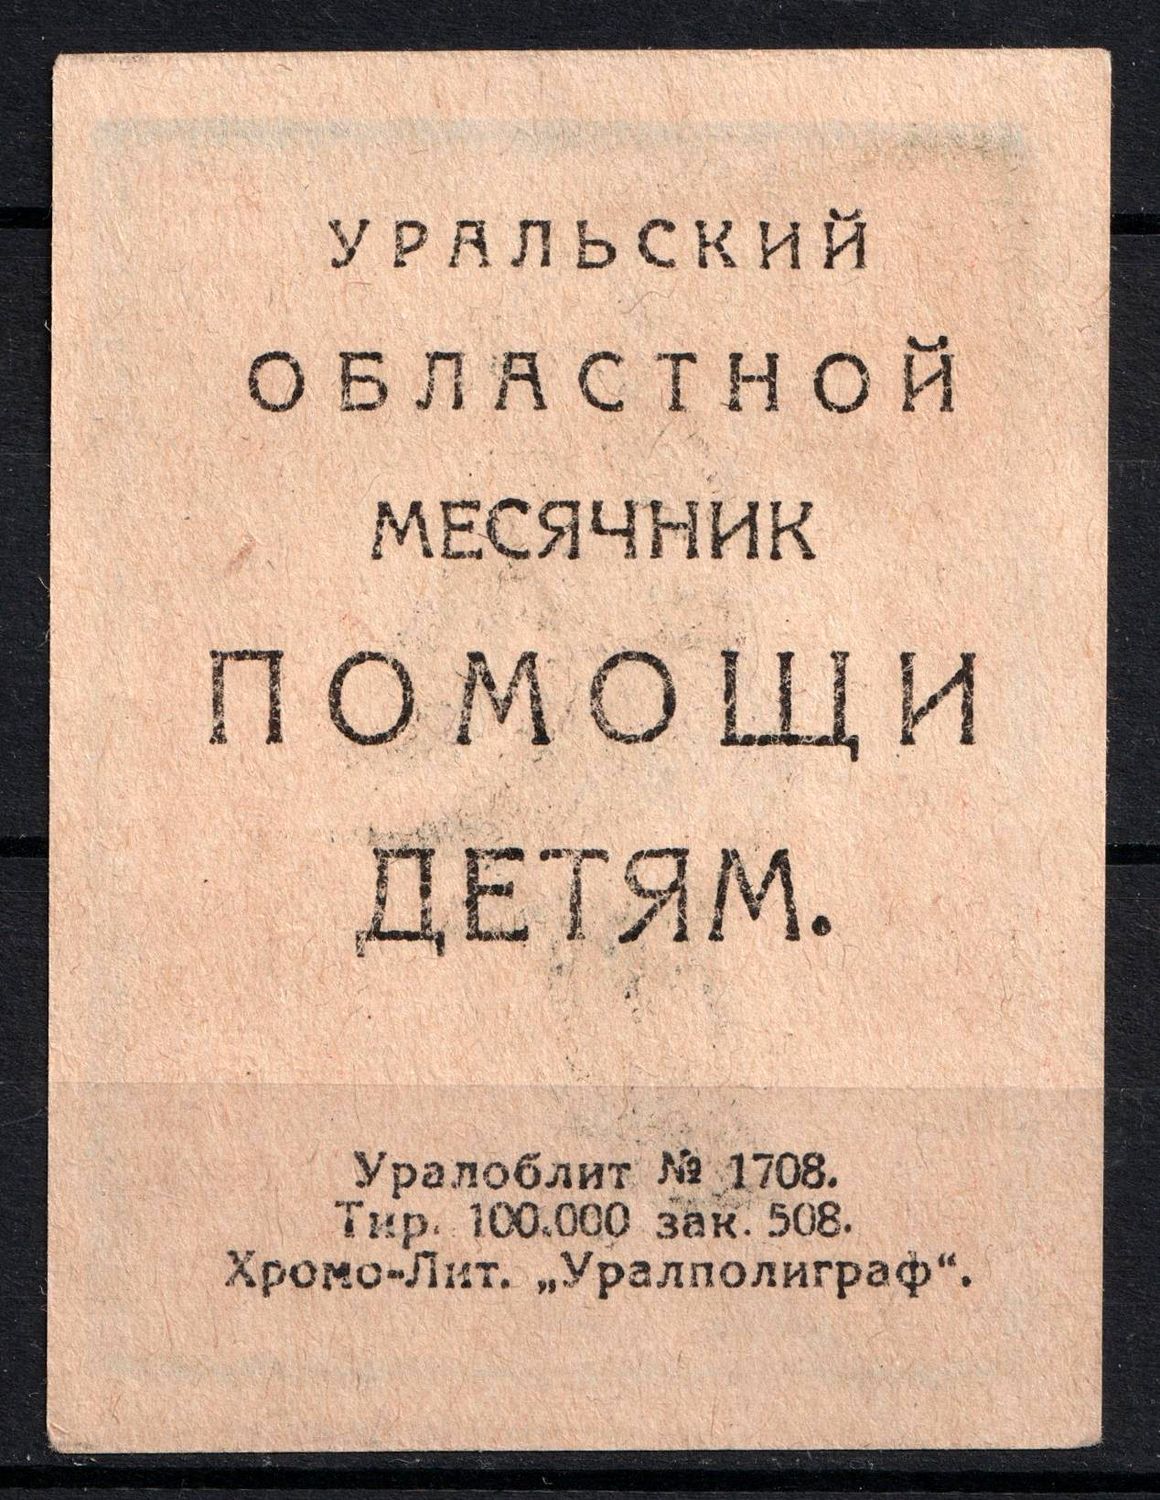 УРАЛЬСКИЙ
ОБЛАСТНОЙ
МЕСЯЧНИК
ПОМОЩИ
ДЕТЯМ.
Уралоблит № 1708.
Тир. 100.000 зак. 508.
Хромо-Лит. „Уралполиграф“.